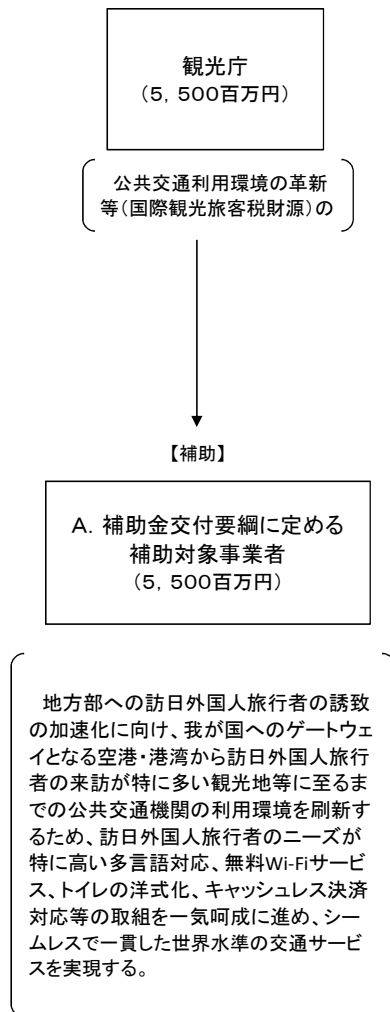 観光庁
（5，500百万円）
公共交通利用環境の革新
等（国際観光旅客税財源）の
【補助】
A．補助金交付要綱に定める
補助対象事業者
（5，500百万円）
地方部への訪日外国人旅行者の誘致
の加速化に向け、我が国へのゲートウェ
イとなる空港・港湾から訪日外国人旅行
者の来訪が特に多い観光地等に至るま
での公共交通機関の利用環境を刷新す
るため、訪日外国人旅行者のニーズが
特に高い多言語対応、無料Wi-Fiサービ
ス、トイレの洋式化、キャッシュレス決済
対応等の取組を一気呵成に進め、シー
ムレスで一貫した世界水準の交通サービ
スを実現する。